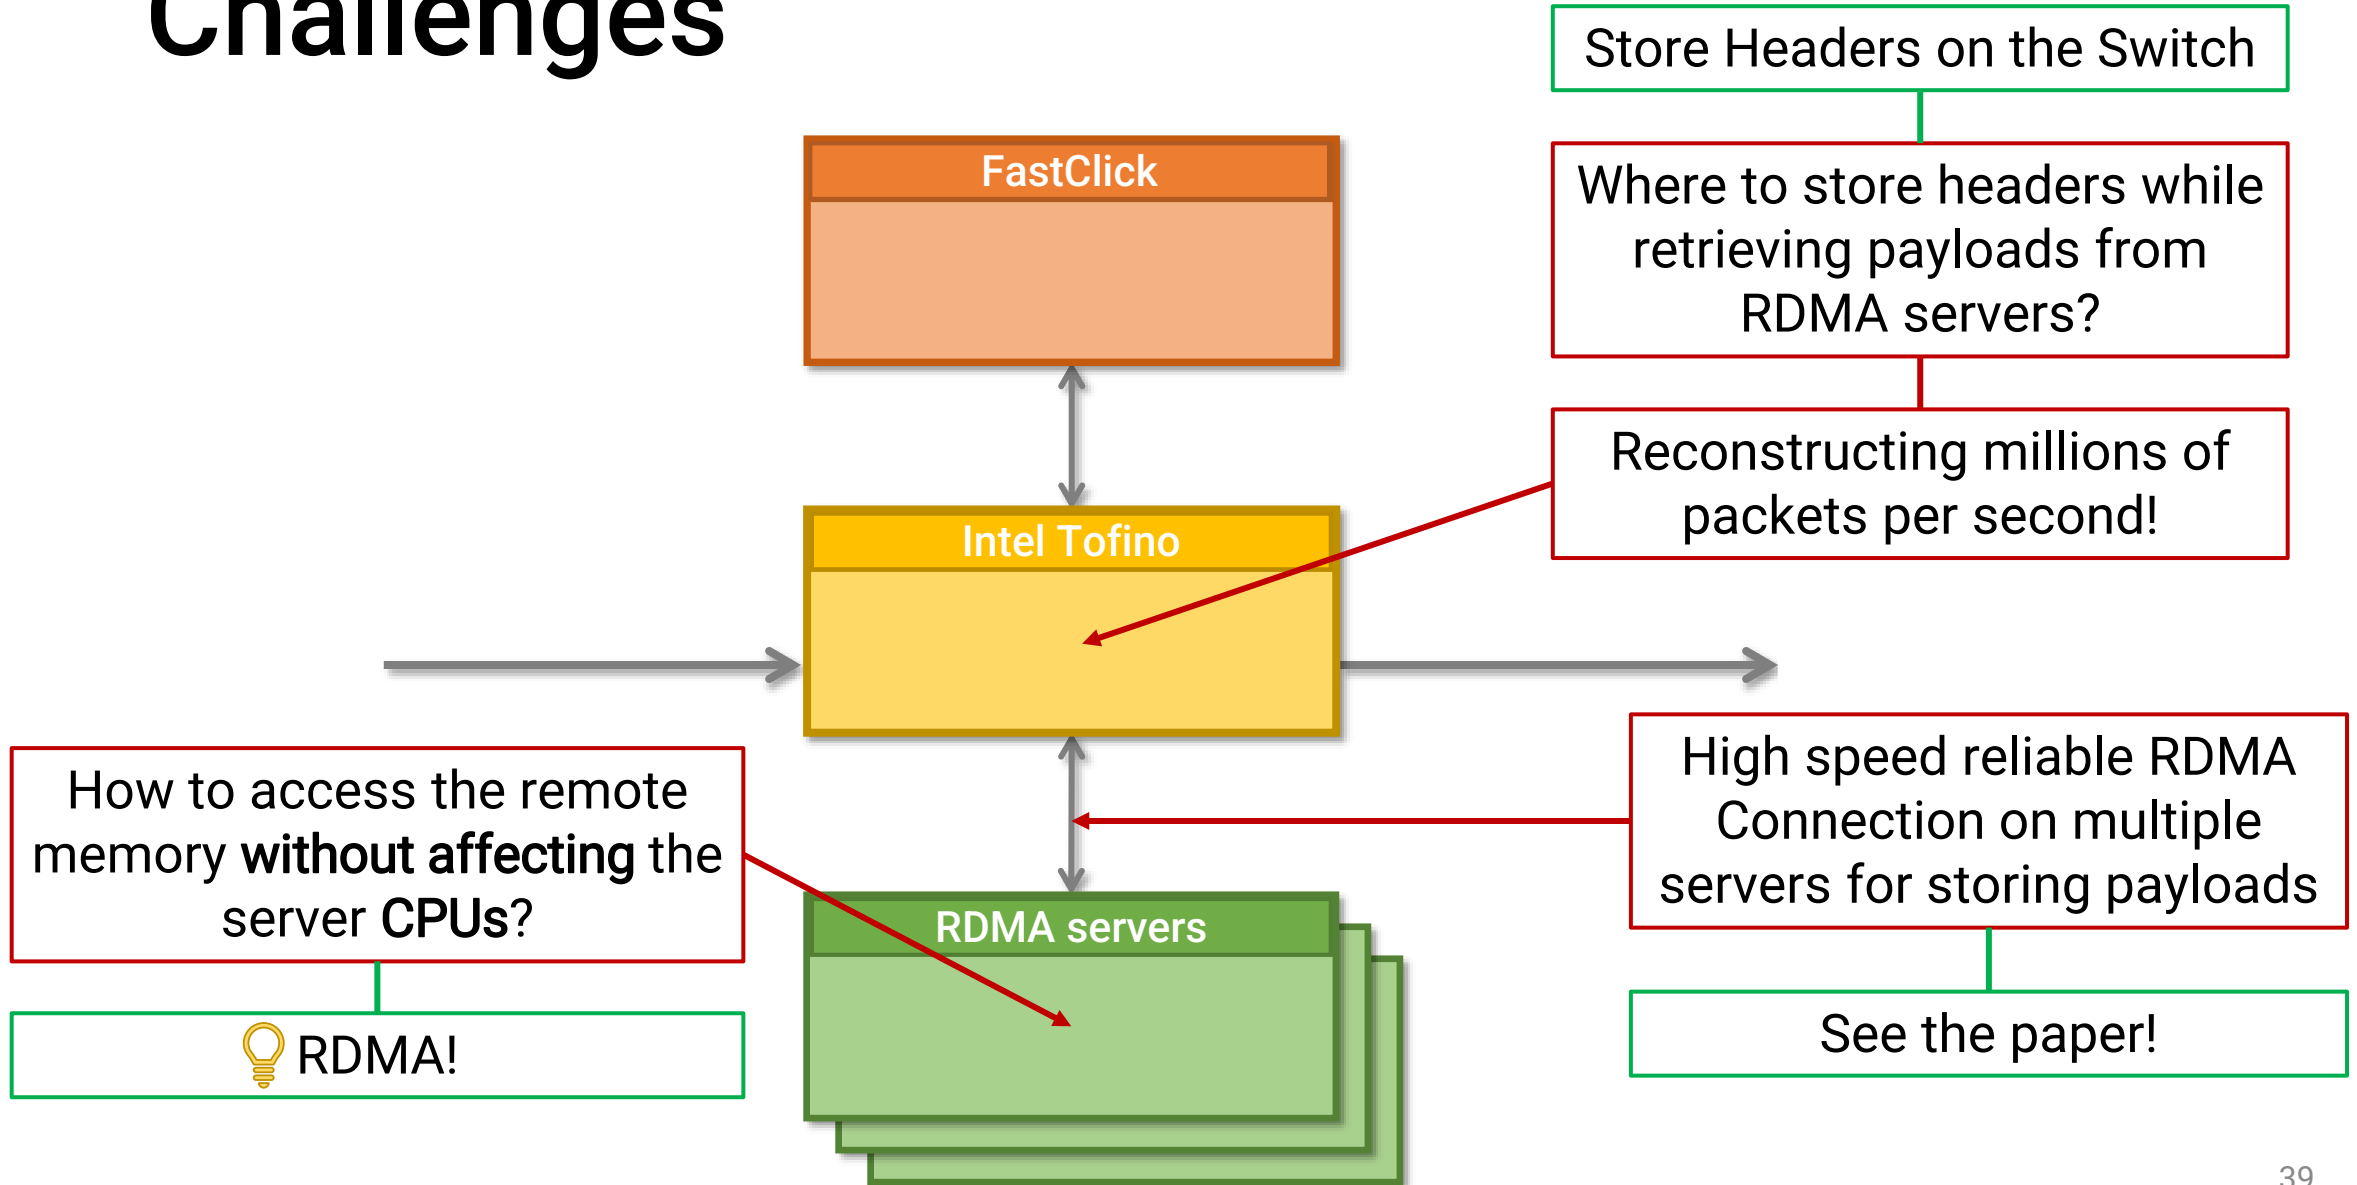 Challenges
Store Headers on the Switch
Where to store headers while
retrieving payloads from
RDMA servers?
Reconstructing millions of
packets per second!
FastClick
Intel Tofino
RDMA servers
How to access the remote
memory without affecting the
server CPUs?
RDMA!
High speed reliable RDMA
Connection on multiple
servers for storing payloads
See the paper!
39